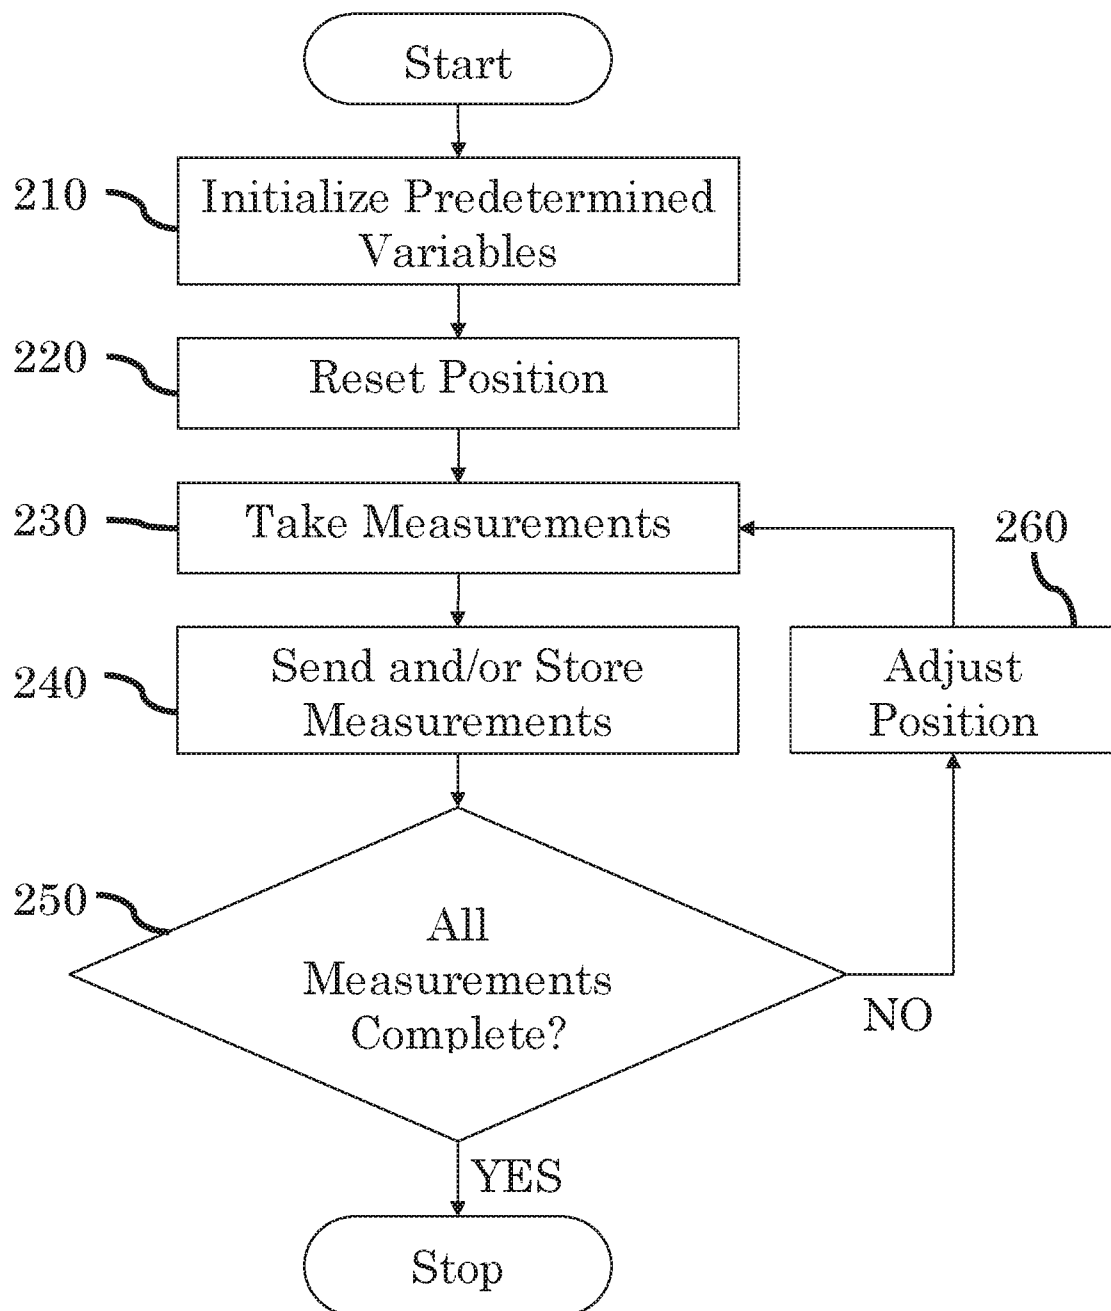 Start
210
Initialize Predetermined
Variables
220
Reset Position
230
Take Measurements
260
240
Send and/or Store
Measurements
Adjust
Position
250
All
Measurements
Complete?
NO
YES
Stop